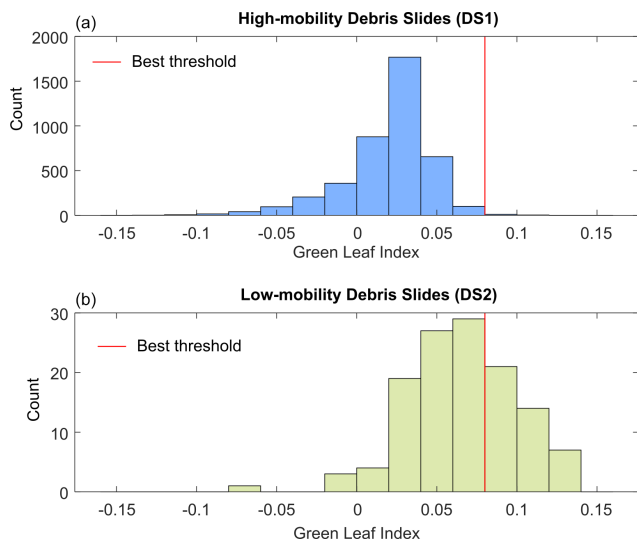 (a)
High-mobility Debris Slides (DS1)
2000
1500
1000
500
0
Count
Best threshold
-0.15 -0.1 -0.05 0 0.05 0.1 0.15
Green Leaf Index
(b)
Low-mobility Debris Slides (DS2)
30
20
10
0
Count
Best threshold
-0.15 -0.1 -0.05 0 0.05 0.1 0.15
Green Leaf Index